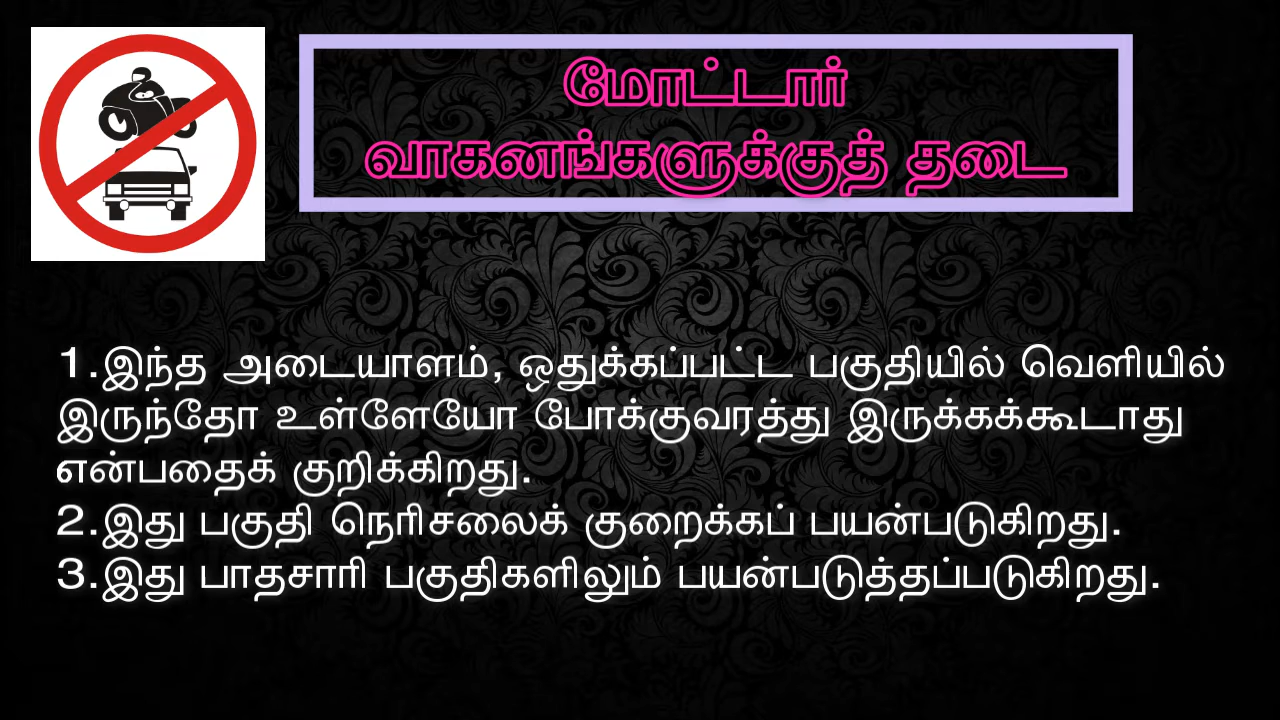 மோட்டார்
வாகனங்களுக்குத் தடை
1.இந்த அடையாளம், ஒதுக்கப்பட்ட பகுதியில் வெளியில்
இருந்தோ உள்ளேயோ போக்குவரத்து இருக்கக்கூடாது
என்பதைக் குறிக்கிறது.
2.இது பகுதி நெரிசலைக் குறைக்கப் பயன்படுகிறது.
3.இது பாதசாரி பகுதிகளிலும் பயன்படுத்தப்படுகிறது.